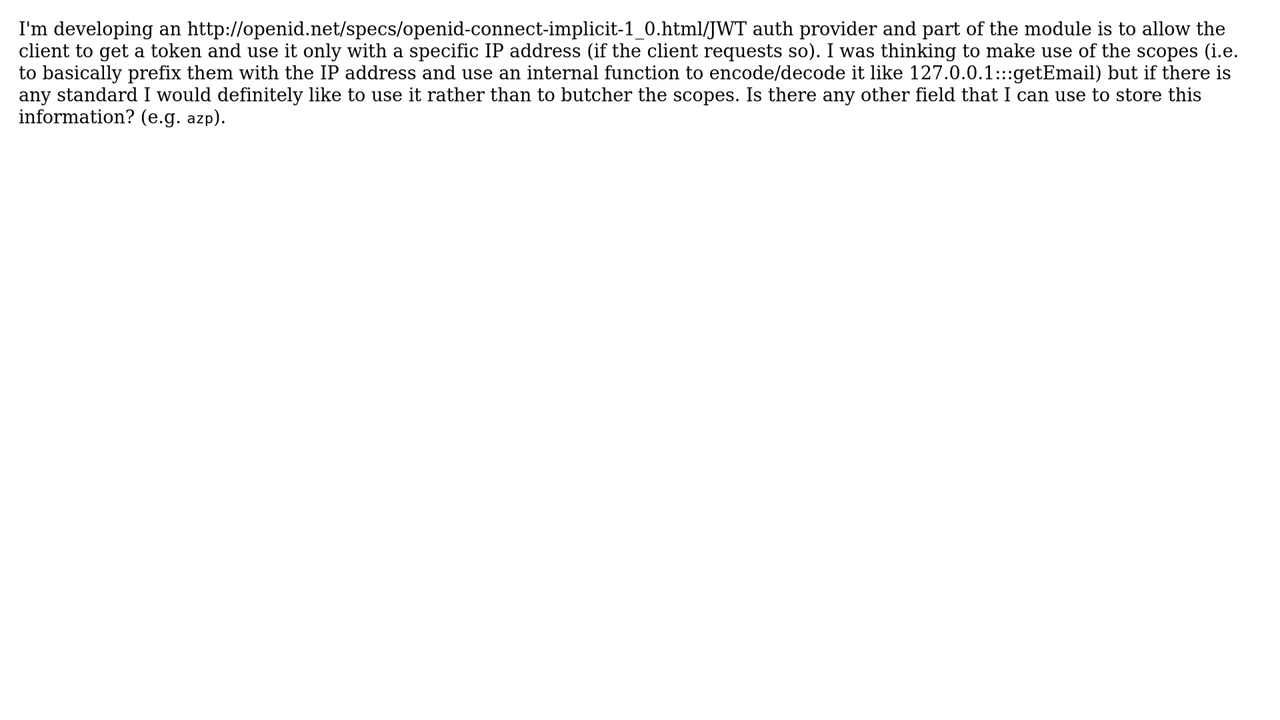 I'm developing an http://openid.net/specs/openid-connect-implicit-1_0.html/JWT auth provider and part of the module is to allow the
client to get a token and use it only with a specific IP address (if the client requests so). I was thinking to make use of the scopes (i.e.
to basically prefix them with the IP address and use an internal function to encode/decode it like 127.0.0.1:::getEmail) but if there is
any standard I would definitely like to use it rather than to butcher the scopes. Is there any other field that I can use to store this
information? (e.g. azp).